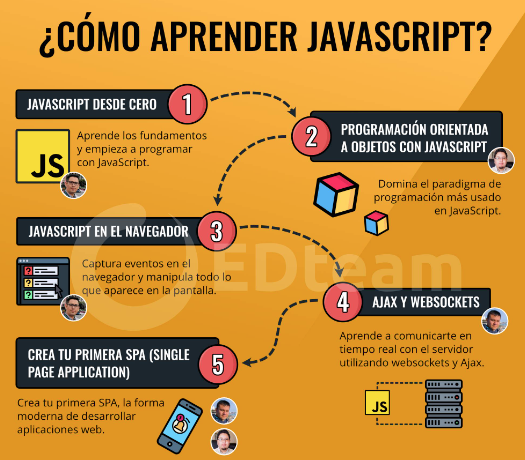 ¿CÓMO APRENDER JAVASCRIPT?
JAVASCRIPT DESDE CERO
1
JS
Aprende los fundamentos
y empieza a programar
con JavaScript.
2
PROGRAMACIÓN ORIENTADA
A OBJETOS CON JAVASCRIPT
Domina el paradigma de
programación más usado
en JavaScript.
JAVASCRIPT EN EL NAVEGADOR
3
?
?
?
Captura eventos en el
navegador y manipula todo lo
que aparece en la pantalla.
EDteam
4
AJAX Y WEBSOCKETS
Aprende a comunicarte en
tiempo real con el servidor
utilizando websockets y Ajax.
JS
CREA TU PRIMERA SPA (SINGLE
PAGE APPLICATION)
5
Crea tu primera SPA, la forma
moderna de desarrollar
aplicaciones web.